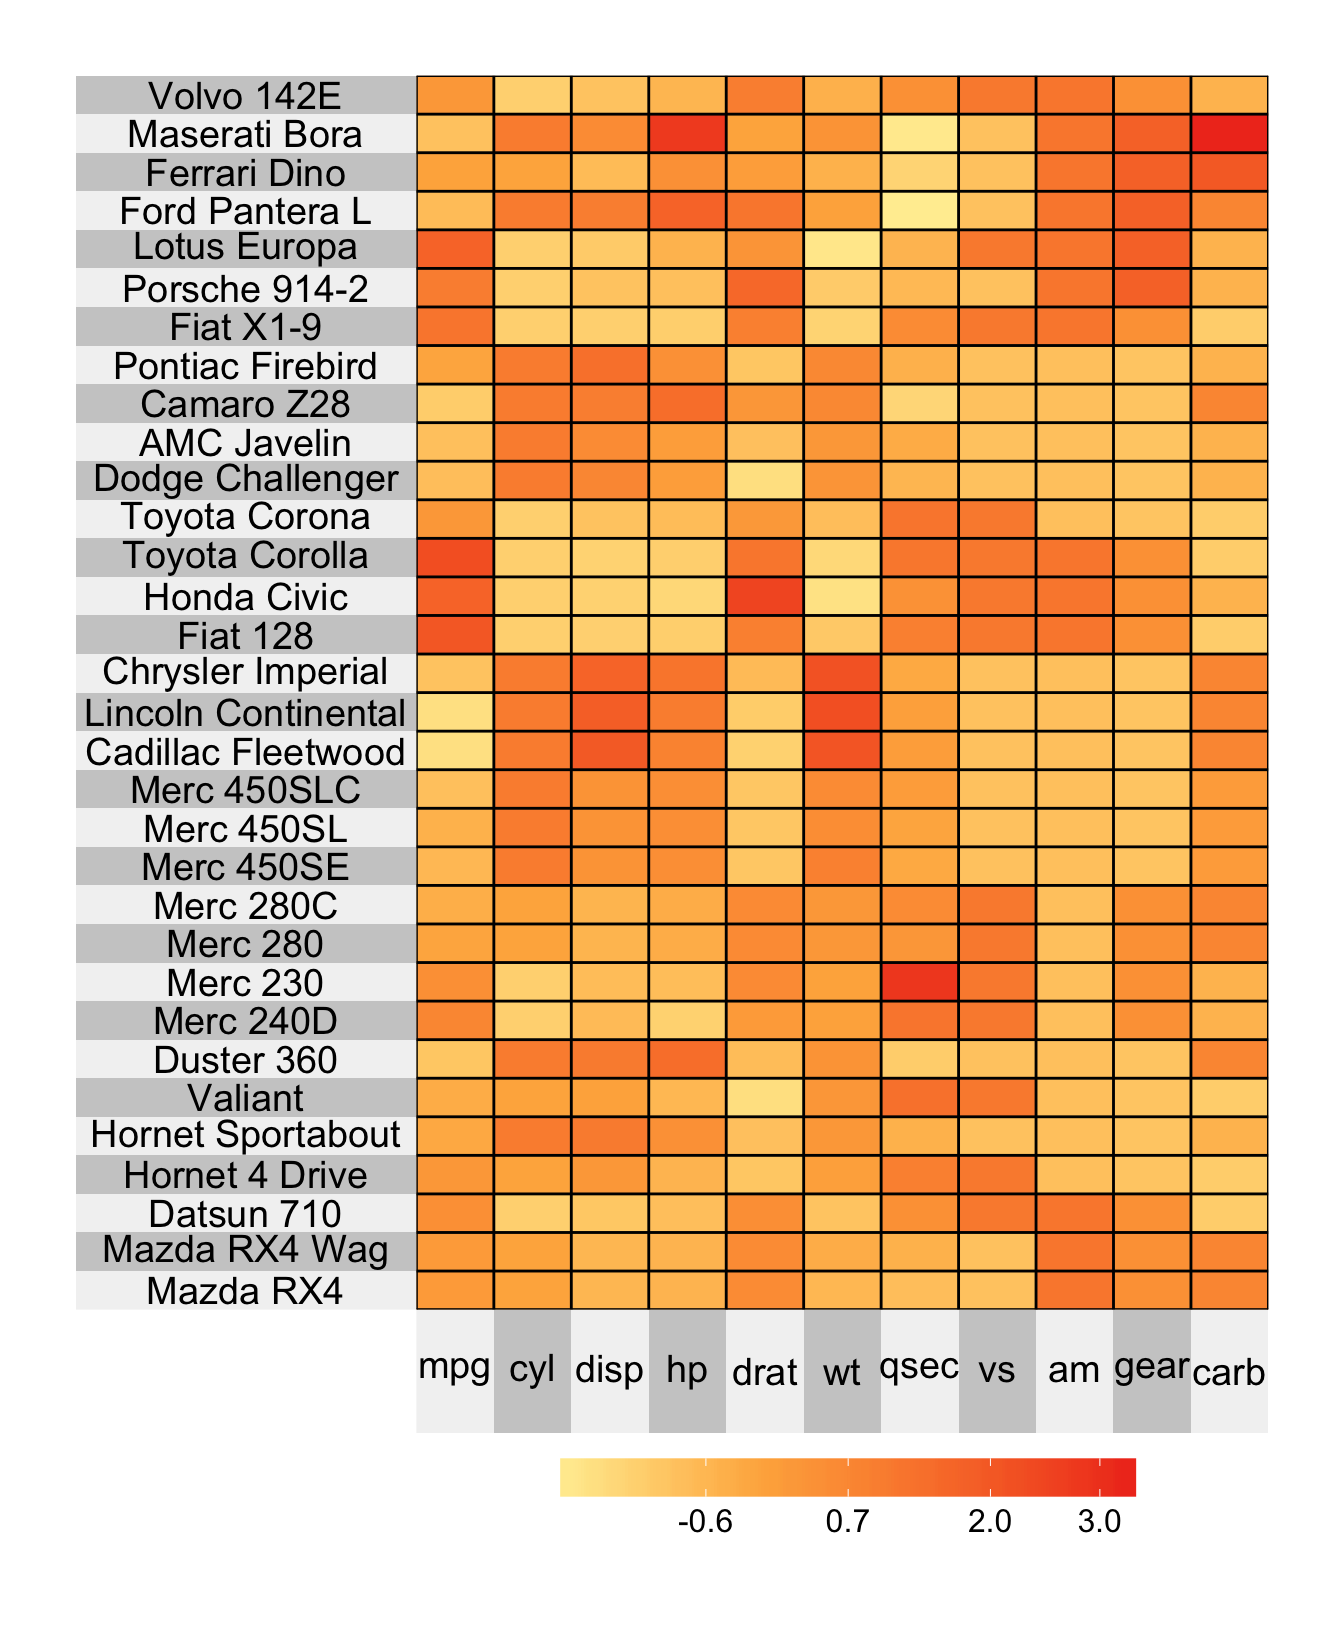 Volvo 142E
Maserati Bora
Ferrari Dino
Ford Pantera L
Lotus Europa
Porsche 914-2
Fiat X1-9
Pontiac Firebird
Camaro Z28
AMC Javelin
Dodge Challenger
Toyota Corona
Toyota Corolla
Honda Civic
Fiat 128
Chrysler Imperial
Lincoln Continental
Cadillac Fleetwood
Merc 450SLC
Merc 450SL
Merc 450SE
Merc 280C
Merc 280
Merc 230
Merc 240D
Duster 360
Valiant
Hornet Sportabout
Hornet 4 Drive
Datsun 710
Mazda RX4 Wag
Mazda RX4
mpg cyl disp hp drat wt qsec vs am gear carb
-0.6 0.7 2.0 3.0